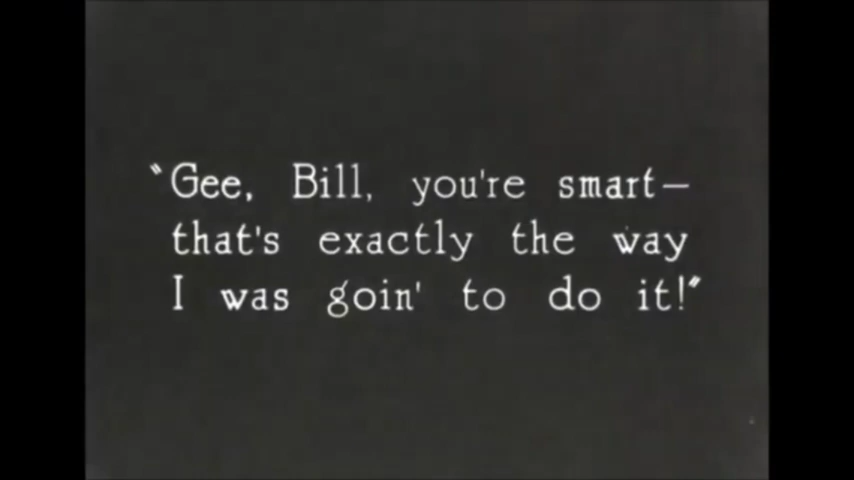 "Gee, Bill, you're smart—
that's exactly the way
I was goin' to do it!"